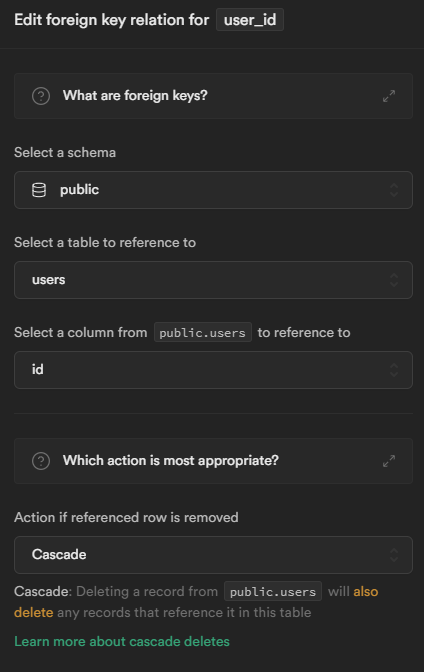 Edit foreign key relation for user_id
What are foreign keys?
Select a schema
public
Select a table to reference to
users
Select a column from public.users to reference to
id
Which action is most appropriate?
Action if referenced row is removed
Cascade
Cascade: Deleting a record from public.users will also
delete any records that reference it in this table
Learn more about cascade deletes